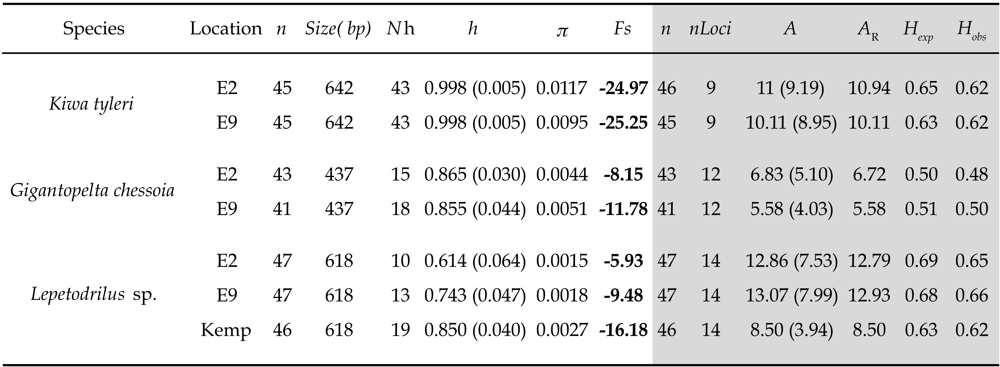 Species Location n Size( bp) Nh h π Fs n nLoci A AR Hexp Hobs
E2 45 642 43 0.998 (0.005) 0.0117 -24.97 46 9 11 (9.19) 10.94 0.65 0.62
Kiwa tyleri
E9 45 642 43 0.998 (0.005) 0.0095 -25.25 45 9 10.11 (8.95) 10.11 0.63 0.62
E2 43 437 15 0.865 (0.030) 0.0044 -8.15 43 12 6.83 (5.10) 6.72 0.50 0.48
Gigantopelta chessoia
E9 41 437 18 0.855 (0.044) 0.0051 -11.78 41 12 5.58 (4.03) 5.58 0.51 0.50
E2 47 618 10 0.614 (0.064) 0.0015 -5.93 47 14 12.86 (7.53) 12.79 0.69 0.65
Lepetodrilus sp. E9 47 618 13 0.743 (0.047) 0.0018 -9.48 47 14 13.07 (7.99) 12.93 0.68 0.66
Kemp 46 618 19 0.850 (0.040) 0.0027 -16.18 46 14 8.50 (3.94) 8.50 0.63 0.62